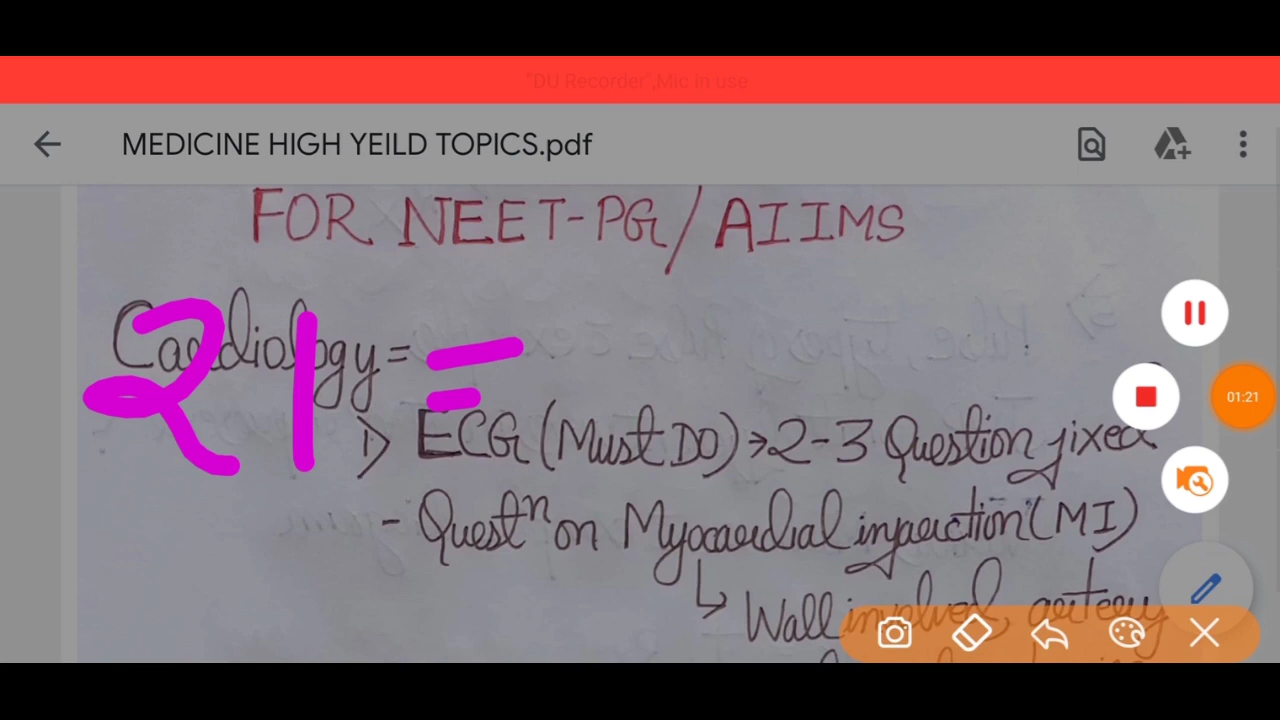 "DU Recorder",Mic in use
MEDICINE HIGH YEILD TOPICS.pdf
FOR NEET-PG/AIIMS
Cardiology =
21 =
1) ECG (Must DO) → 2-3 Question fixed
01:21
- Questn on Myocardial infarction (MI)
↳ Wall involved, artery